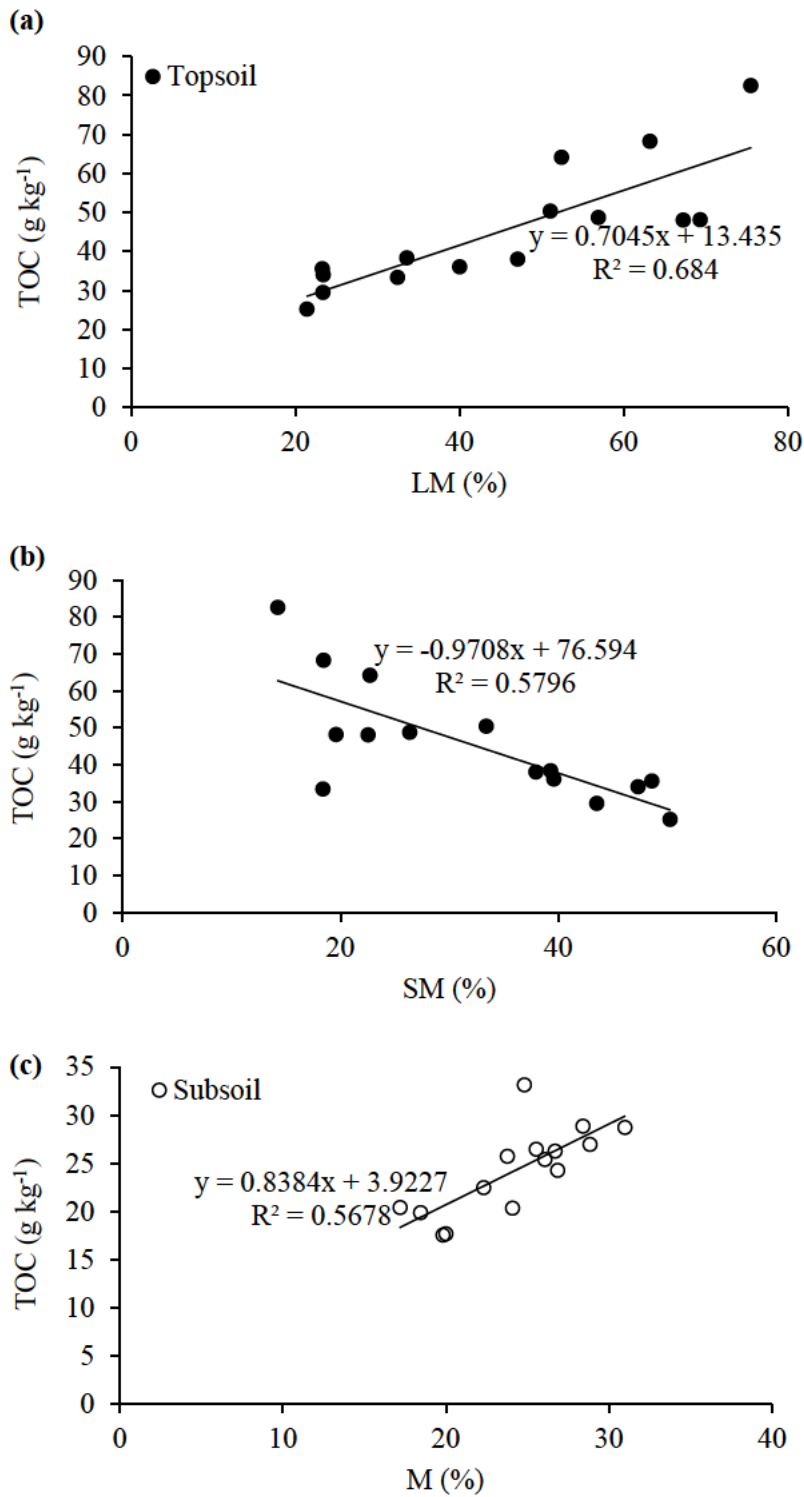 (a)
90
Topsoil
80
70
60
50
40
30
20
10
0
TOC (g kg⁻¹)
y = 0.7045x + 13.435
R² = 0.684
0 20 40 60 80
LM (%)
(b)
90
80
70
60
50
40
30
20
10
0
TOC (g kg⁻¹)
y = -0.9708x + 76.594
R² = 0.5796
0 20 40 60
SM (%)
(c)
35
Subsoil
30
25
20
15
10
5
0
TOC (g kg⁻¹)
y = 0.8384x + 3.9227
R² = 0.5678
0 10 20 30 40
M (%)